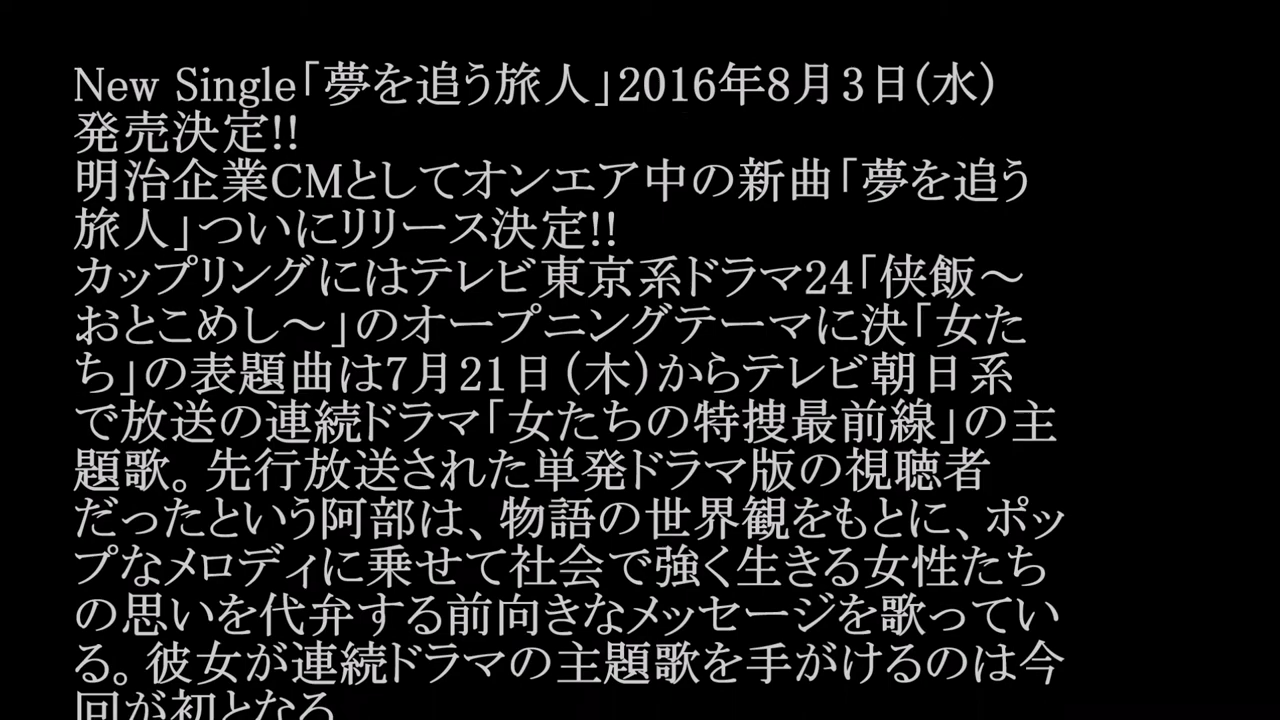 New Single「夢を追う旅人」2016年8月3日(水)
発売決定!!
明治企業CMとしてオンエア中の新曲「夢を追う
旅人」ついにリリース決定!!
カップリングにはテレビ東京系ドラマ24「侠飯～
おとこめし～」のオープニングテーマに決「女た
ち」の表題曲は7月21日(木)からテレビ朝日系
で放送の連続ドラマ「女たちの特捜最前線」の主
題歌。先行放送された単発ドラマ版の視聴者
だったという阿部は、物語の世界観をもとに、ポッ
プなメロディに乗せて社会で強く生きる女性たち
の思いを代弁する前向きなメッセージを歌ってい
る。彼女が連続ドラマの主題歌を手がけるのは今
回が初となる